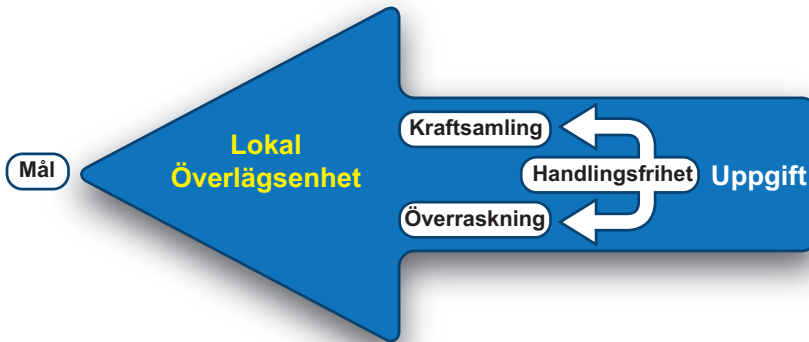 Kraftsamling
Lokal
Överlägsenhet
Mål
Handlingsfrihet
Uppgift
Överraskning